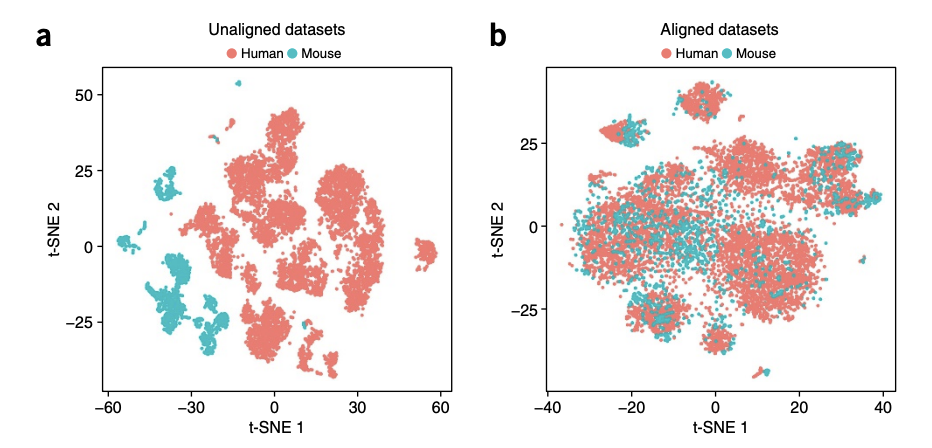 a
Unaligned datasets
Human Mouse
50
25
0
−25
t-SNE 2
−60 −30 0 30 60
t-SNE 1
b
Aligned datasets
Human Mouse
25
0
−25
t-SNE 2
−40 −20 0 20 40
t-SNE 1